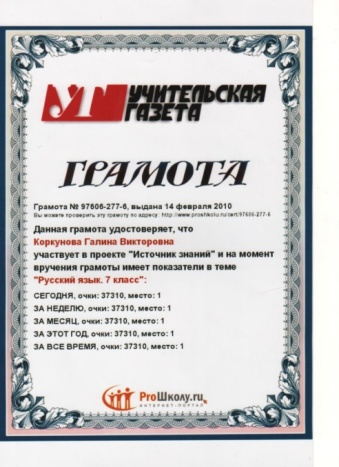 УГ УЧИТЕЛЬСКАЯ
ГАЗЕТА
ГРАМОТА
Грамота № 97606-277-6, выдана 14 февраля 2010
Вы можете проверить эту грамоту по адресу: http://www.proshkolu.ru/cert/97606-277-6
Данная грамота удостоверяет, что
Коркунова Галина Викторовна
участвует в проекте "Источник знаний" и на момент
вручения грамоты имеет показатели в теме
"Русский язык. 7 класс":
СЕГОДНЯ, очки: 37310, место: 1
ЗА НЕДЕЛЮ, очки: 37310, место: 1
ЗА МЕСЯЦ, очки: 37310, место: 1
ЗА ЭТОТ ГОД, очки: 37310, место: 1
ЗА ВСЕ ВРЕМЯ, очки: 37310, место: 1
ProШколу.ru
ИНТЕРНЕТ-ПОРТАЛ